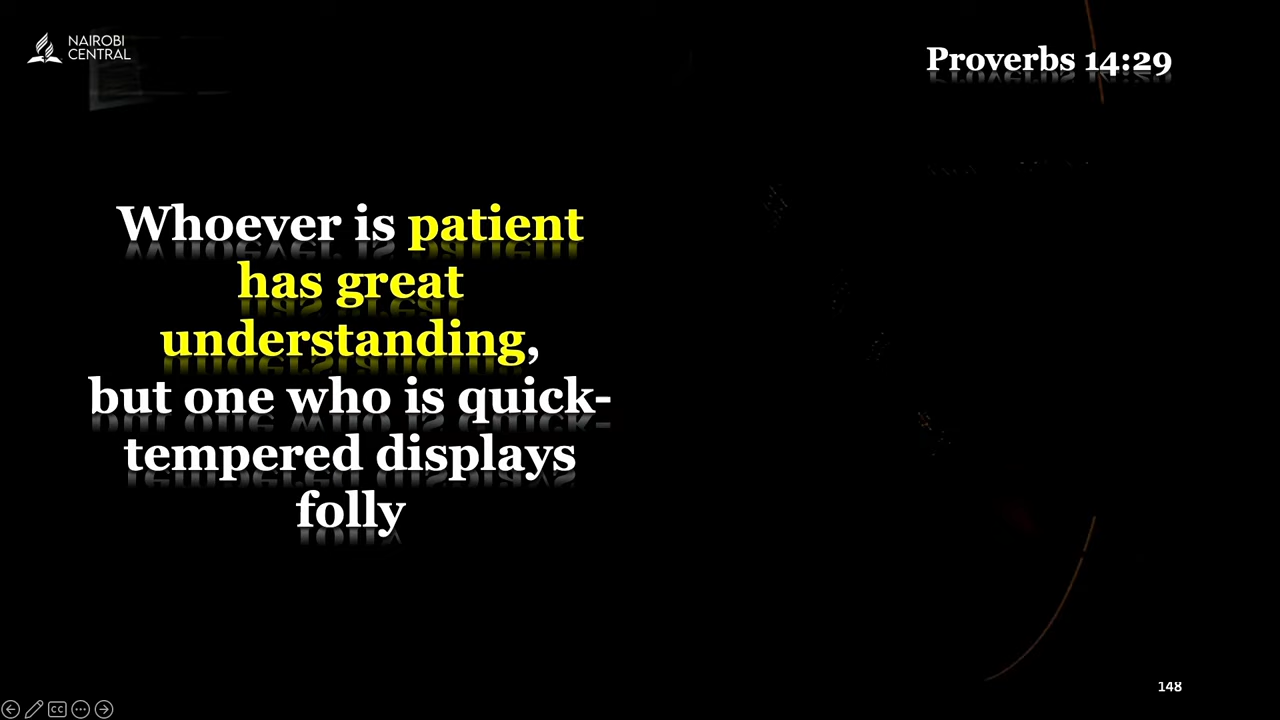 NAIROBI
CENTRAL
Proverbs 14:29
Whoever is patient
has great
understanding,
but one who is quick-
tempered displays
folly
148
CC